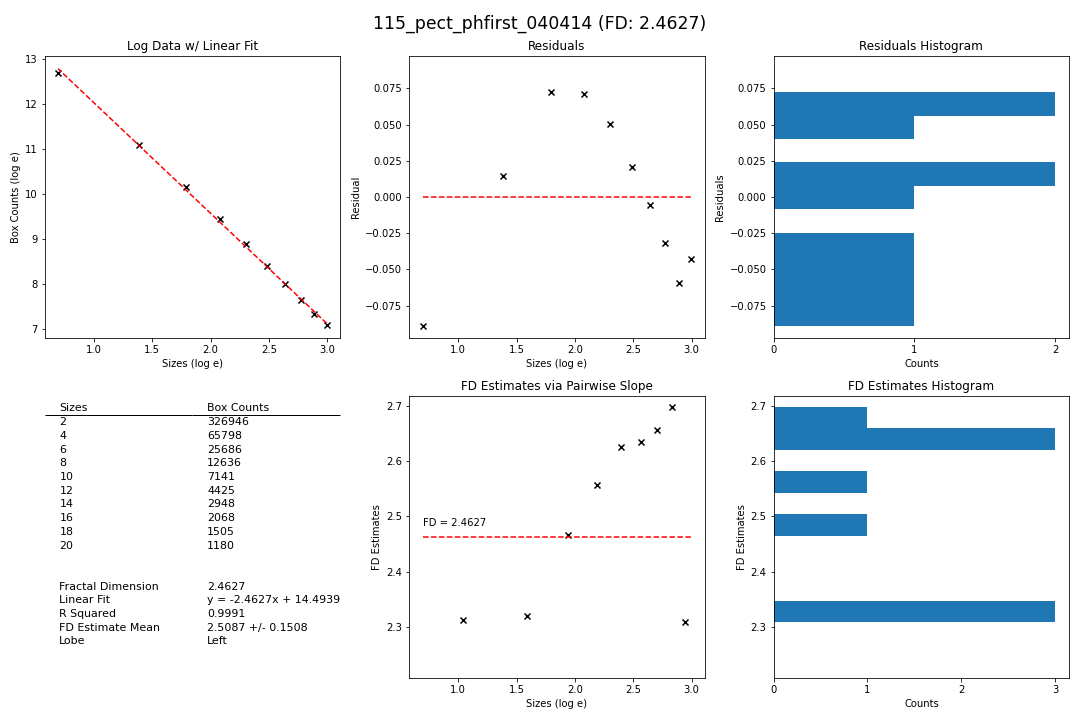 115_pect_phfirst_040414 (FD: 2.4627)
Log Data w/ Linear Fit
13
12
11
10
9
8
7
Box Counts (log e)
1.0 1.5 2.0 2.5 3.0
Sizes (log e)
Residuals
0.075
0.050
0.025
0.000
−0.025
−0.050
−0.075
Residual
1.0 1.5 2.0 2.5 3.0
Sizes (log e)
Residuals Histogram
0.075
0.050
0.025
0.000
−0.025
−0.050
−0.075
Residuals
0 1 2
Counts
Sizes Box Counts
2 326946
4 65798
6 25686
8 12636
10 7141
12 4425
14 2948
16 2068
18 1505
20 1180
Fractal Dimension 2.4627
Linear Fit y = -2.4627x + 14.4939
R Squared 0.9991
FD Estimate Mean 2.5087 +/- 0.1508
Lobe Left
FD Estimates via Pairwise Slope
2.7
2.6
2.5
2.4
2.3
FD Estimates
FD = 2.4627
1.0 1.5 2.0 2.5 3.0
Sizes (log e)
FD Estimates Histogram
2.7
2.6
2.5
2.4
2.3
FD Estimates
0 1 2 3
Counts